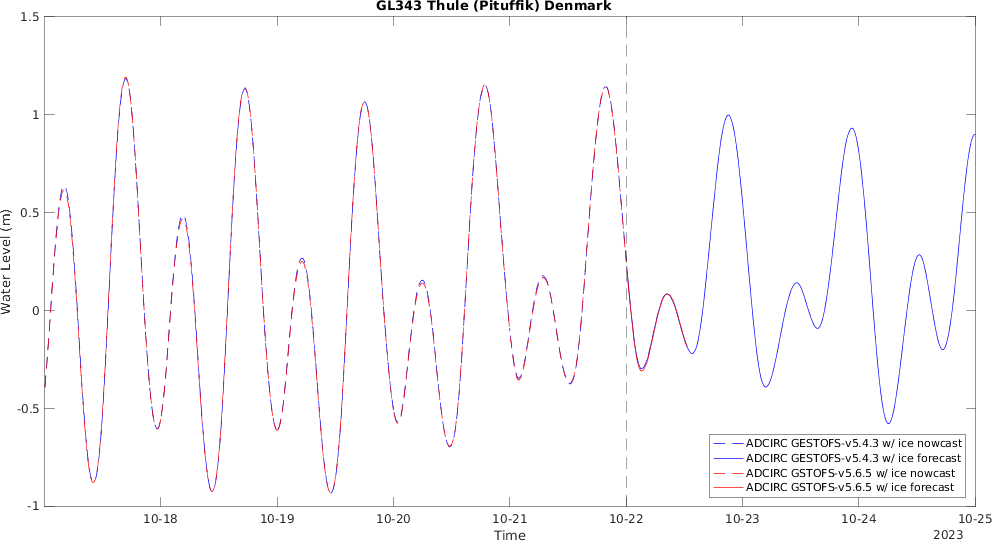 GL343 Thule (Pituffik) Denmark
1.5
1
0.5
0
-0.5
-1
Water Level (m)
10-18
10-19
10-20
10-21
10-22
10-23
10-24
10-25
Time
2023
ADCIRC GESTOFS-v5.4.3 w/ ice nowcast
ADCIRC GESTOFS-v5.4.3 w/ ice forecast
ADCIRC GSTOFS-v5.6.5 w/ ice nowcast
ADCIRC GSTOFS-v5.6.5 w/ ice forecast